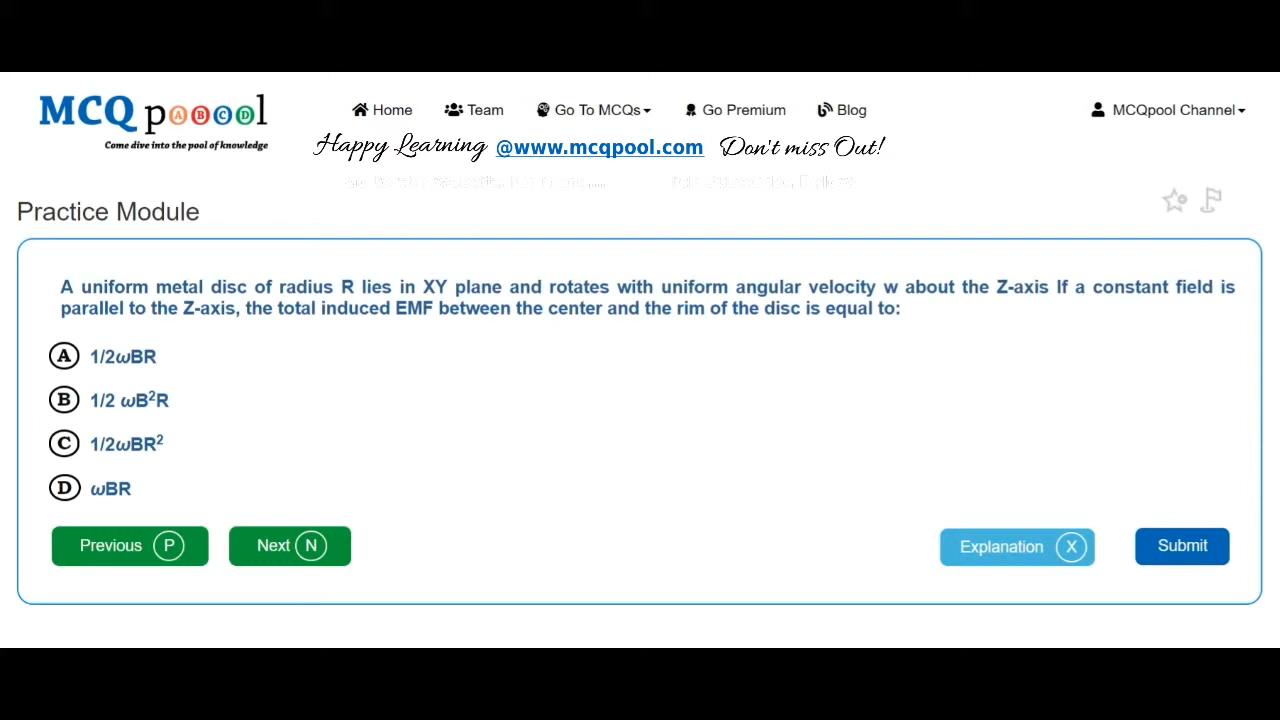 MCQ pooool
A B C D
Come dive into the pool of knowledge
Home Team Go To MCQs Go Premium Blog MCQpool Channel
Happy Learning @www.mcqpool.com Don't miss Out!
Practice Module
A uniform metal disc of radius R lies in XY plane and rotates with uniform angular velocity w about the Z-axis If a constant field is
parallel to the Z-axis, the total induced EMF between the center and the rim of the disc is equal to:
A 1/2ωBR
B 1/2 ωB²R
C 1/2ωBR²
D ωBR
Previous P Next N Explanation X Submit